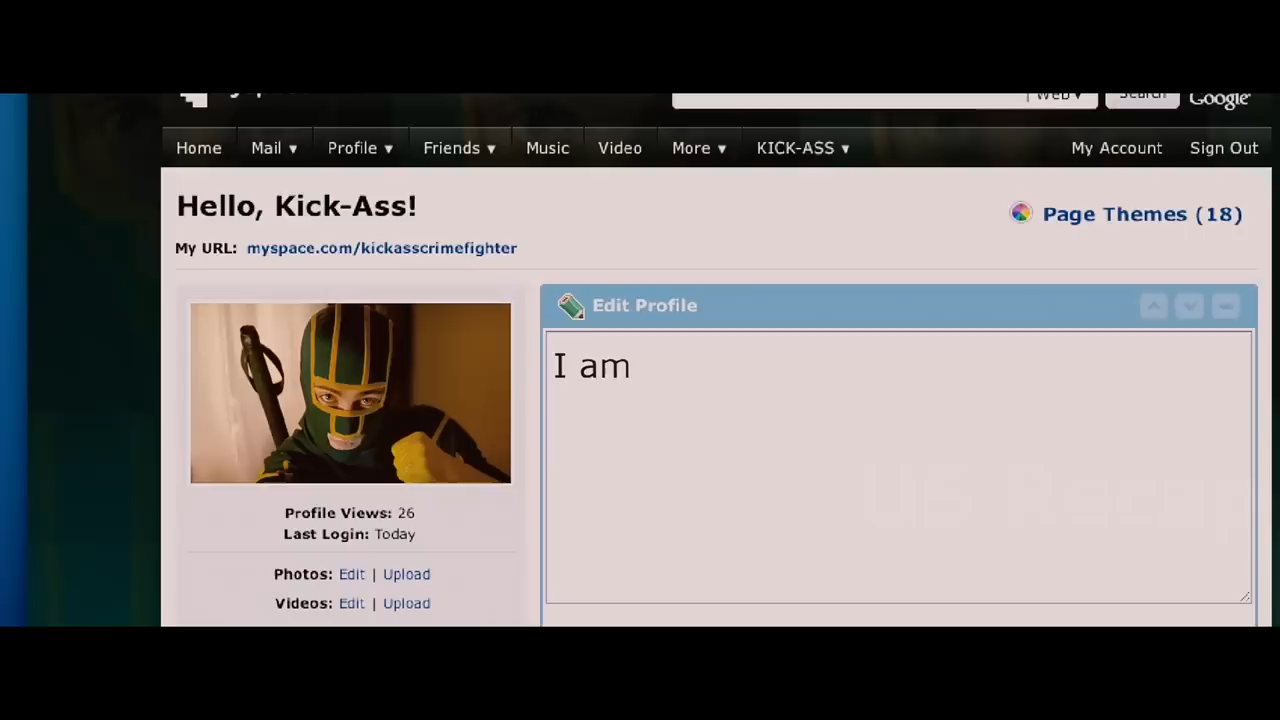 Web ▾ Search Google
Home Mail ▾ Profile ▾ Friends ▾ Music Video More ▾ KICK-ASS ▾ My Account Sign Out
Hello, Kick-Ass!
Page Themes (18)
My URL: myspace.com/kickasscrimefighter
Edit Profile
I am
Profile Views: 26
Last Login: Today
Photos: Edit | Upload
Videos: Edit | Upload